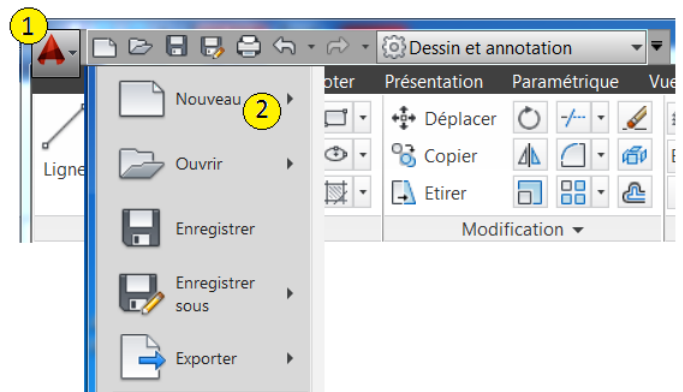 1
Dessin et annotation
oter Présentation Paramétrique Vue
Nouveau
2
Ligne
Déplacer
Ouvrir
Copier
Etirer
Enregistrer
Modification
Enregistrer
sous
Exporter